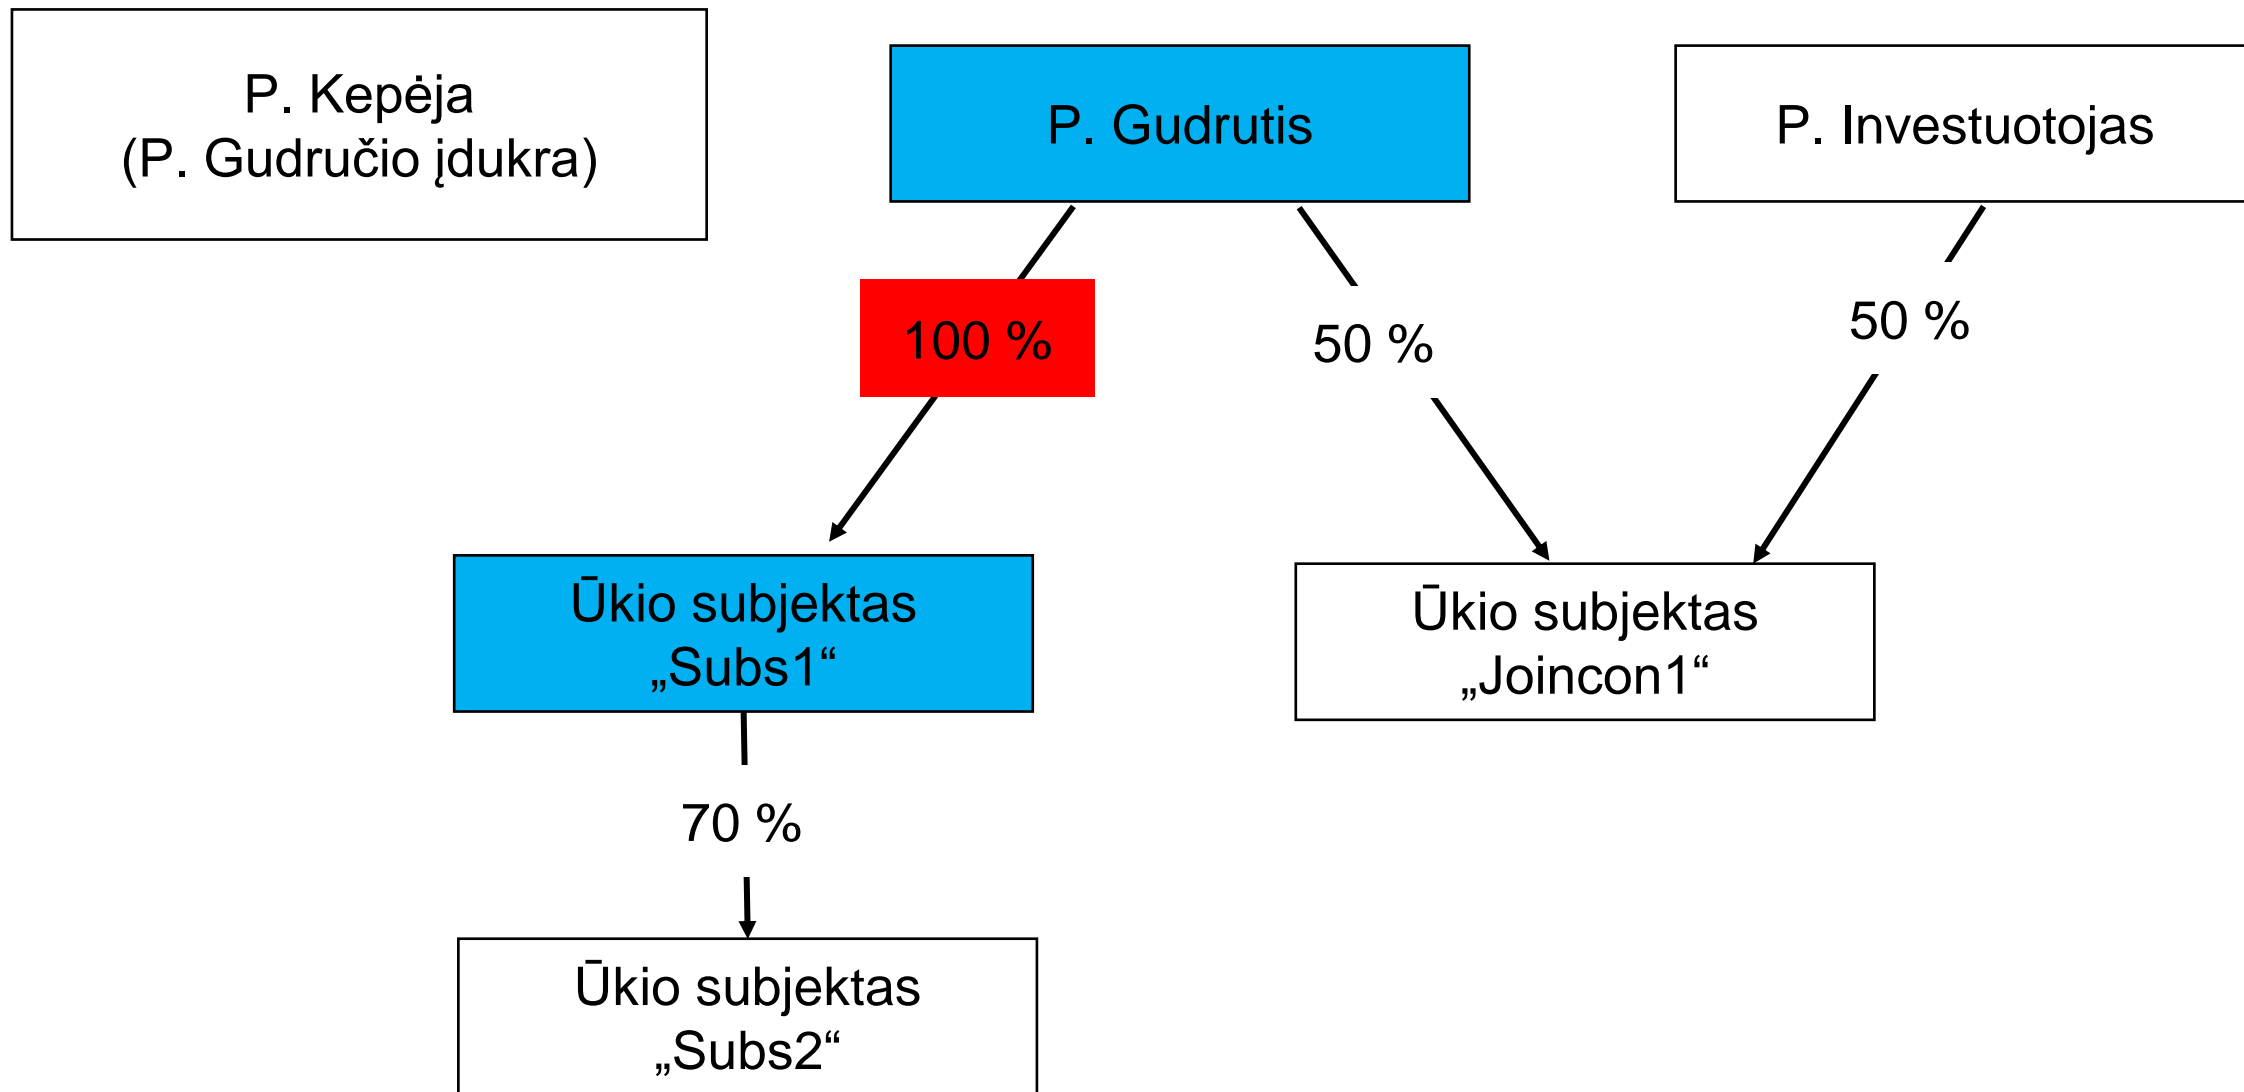 P. Kepėja
(P. Gudručio įdukra)
P. Gudrutis
P. Investuotojas
100 %
50 %
50 %
Ūkio subjektas
„Subs1“
Ūkio subjektas
„Joincon1“
70 %
Ūkio subjektas
„Subs2“